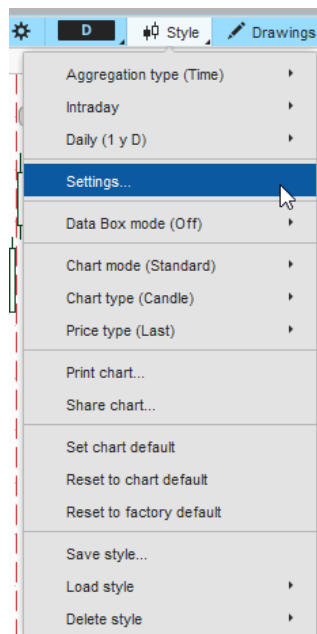 D Style Drawings
Aggregation type (Time)
Intraday
Daily (1 y D)
Settings...
Data Box mode (Off)
Chart mode (Standard)
Chart type (Candle)
Price type (Last)
Print chart...
Share chart...
Set chart default
Reset to chart default
Reset to factory default
Save style...
Load style
Delete style